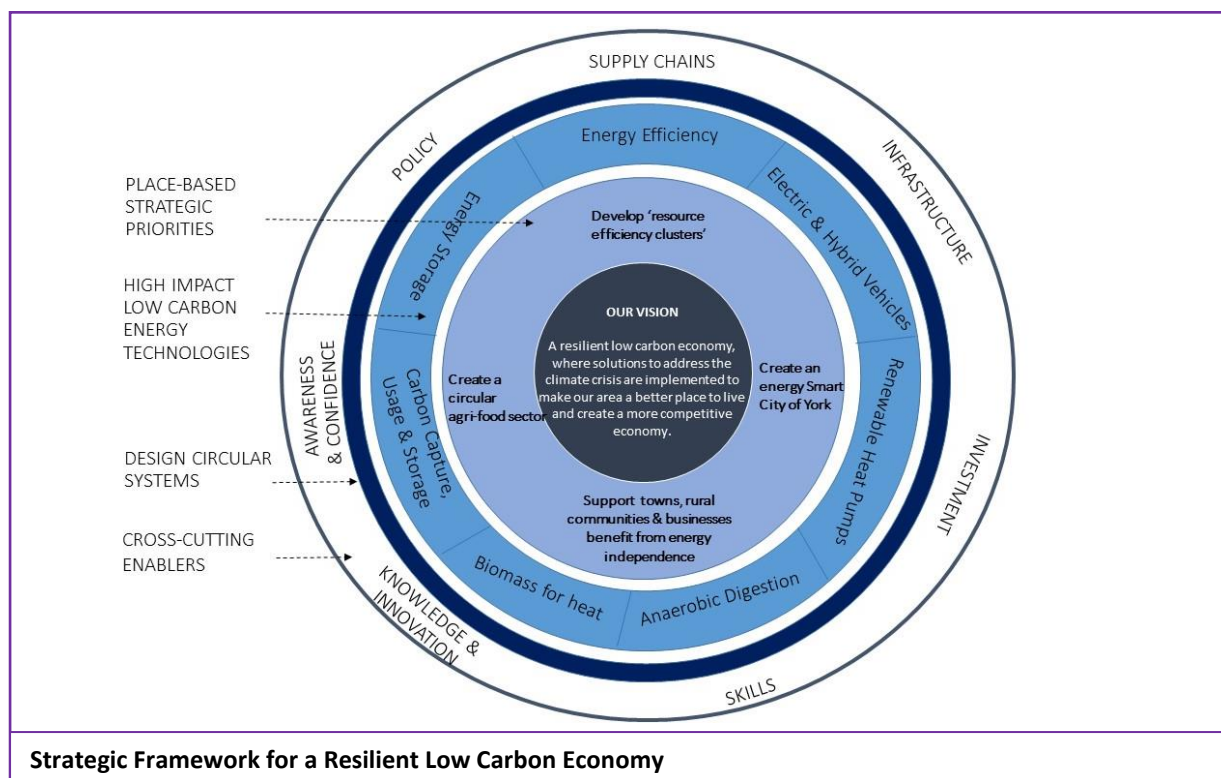 SUPPLY CHAINS
POLICY
INFRASTRUCTURE
Energy Efficiency
PLACE-BASED
STRATEGIC
PRIORITIES
Energy Storage
Electric & Hybrid Vehicles
Develop ‘resource
efficiency clusters’
HIGH IMPACT
LOW CARBON
ENERGY
TECHNOLOGIES
OUR VISION
A resilient low carbon economy,
where solutions to address the
climate crisis are implemented to
make our area a better place to live
and create a more competitive
economy.
Create a
circular
agri-food sector
Create an
energy Smart
City of York
AWARENESS
& CONFIDENCE
Carbon Capture,
Usage & Storage
Renewable Heat Pumps
INVESTMENT
DESIGN CIRCULAR
SYSTEMS
Support towns, rural
communities & businesses
benefit from energy
independence
CROSS-CUTTING
ENABLERS
Biomass for heat
Anaerobic Digestion
KNOWLEDGE &
INNOVATION
SKILLS
Strategic Framework for a Resilient Low Carbon Economy